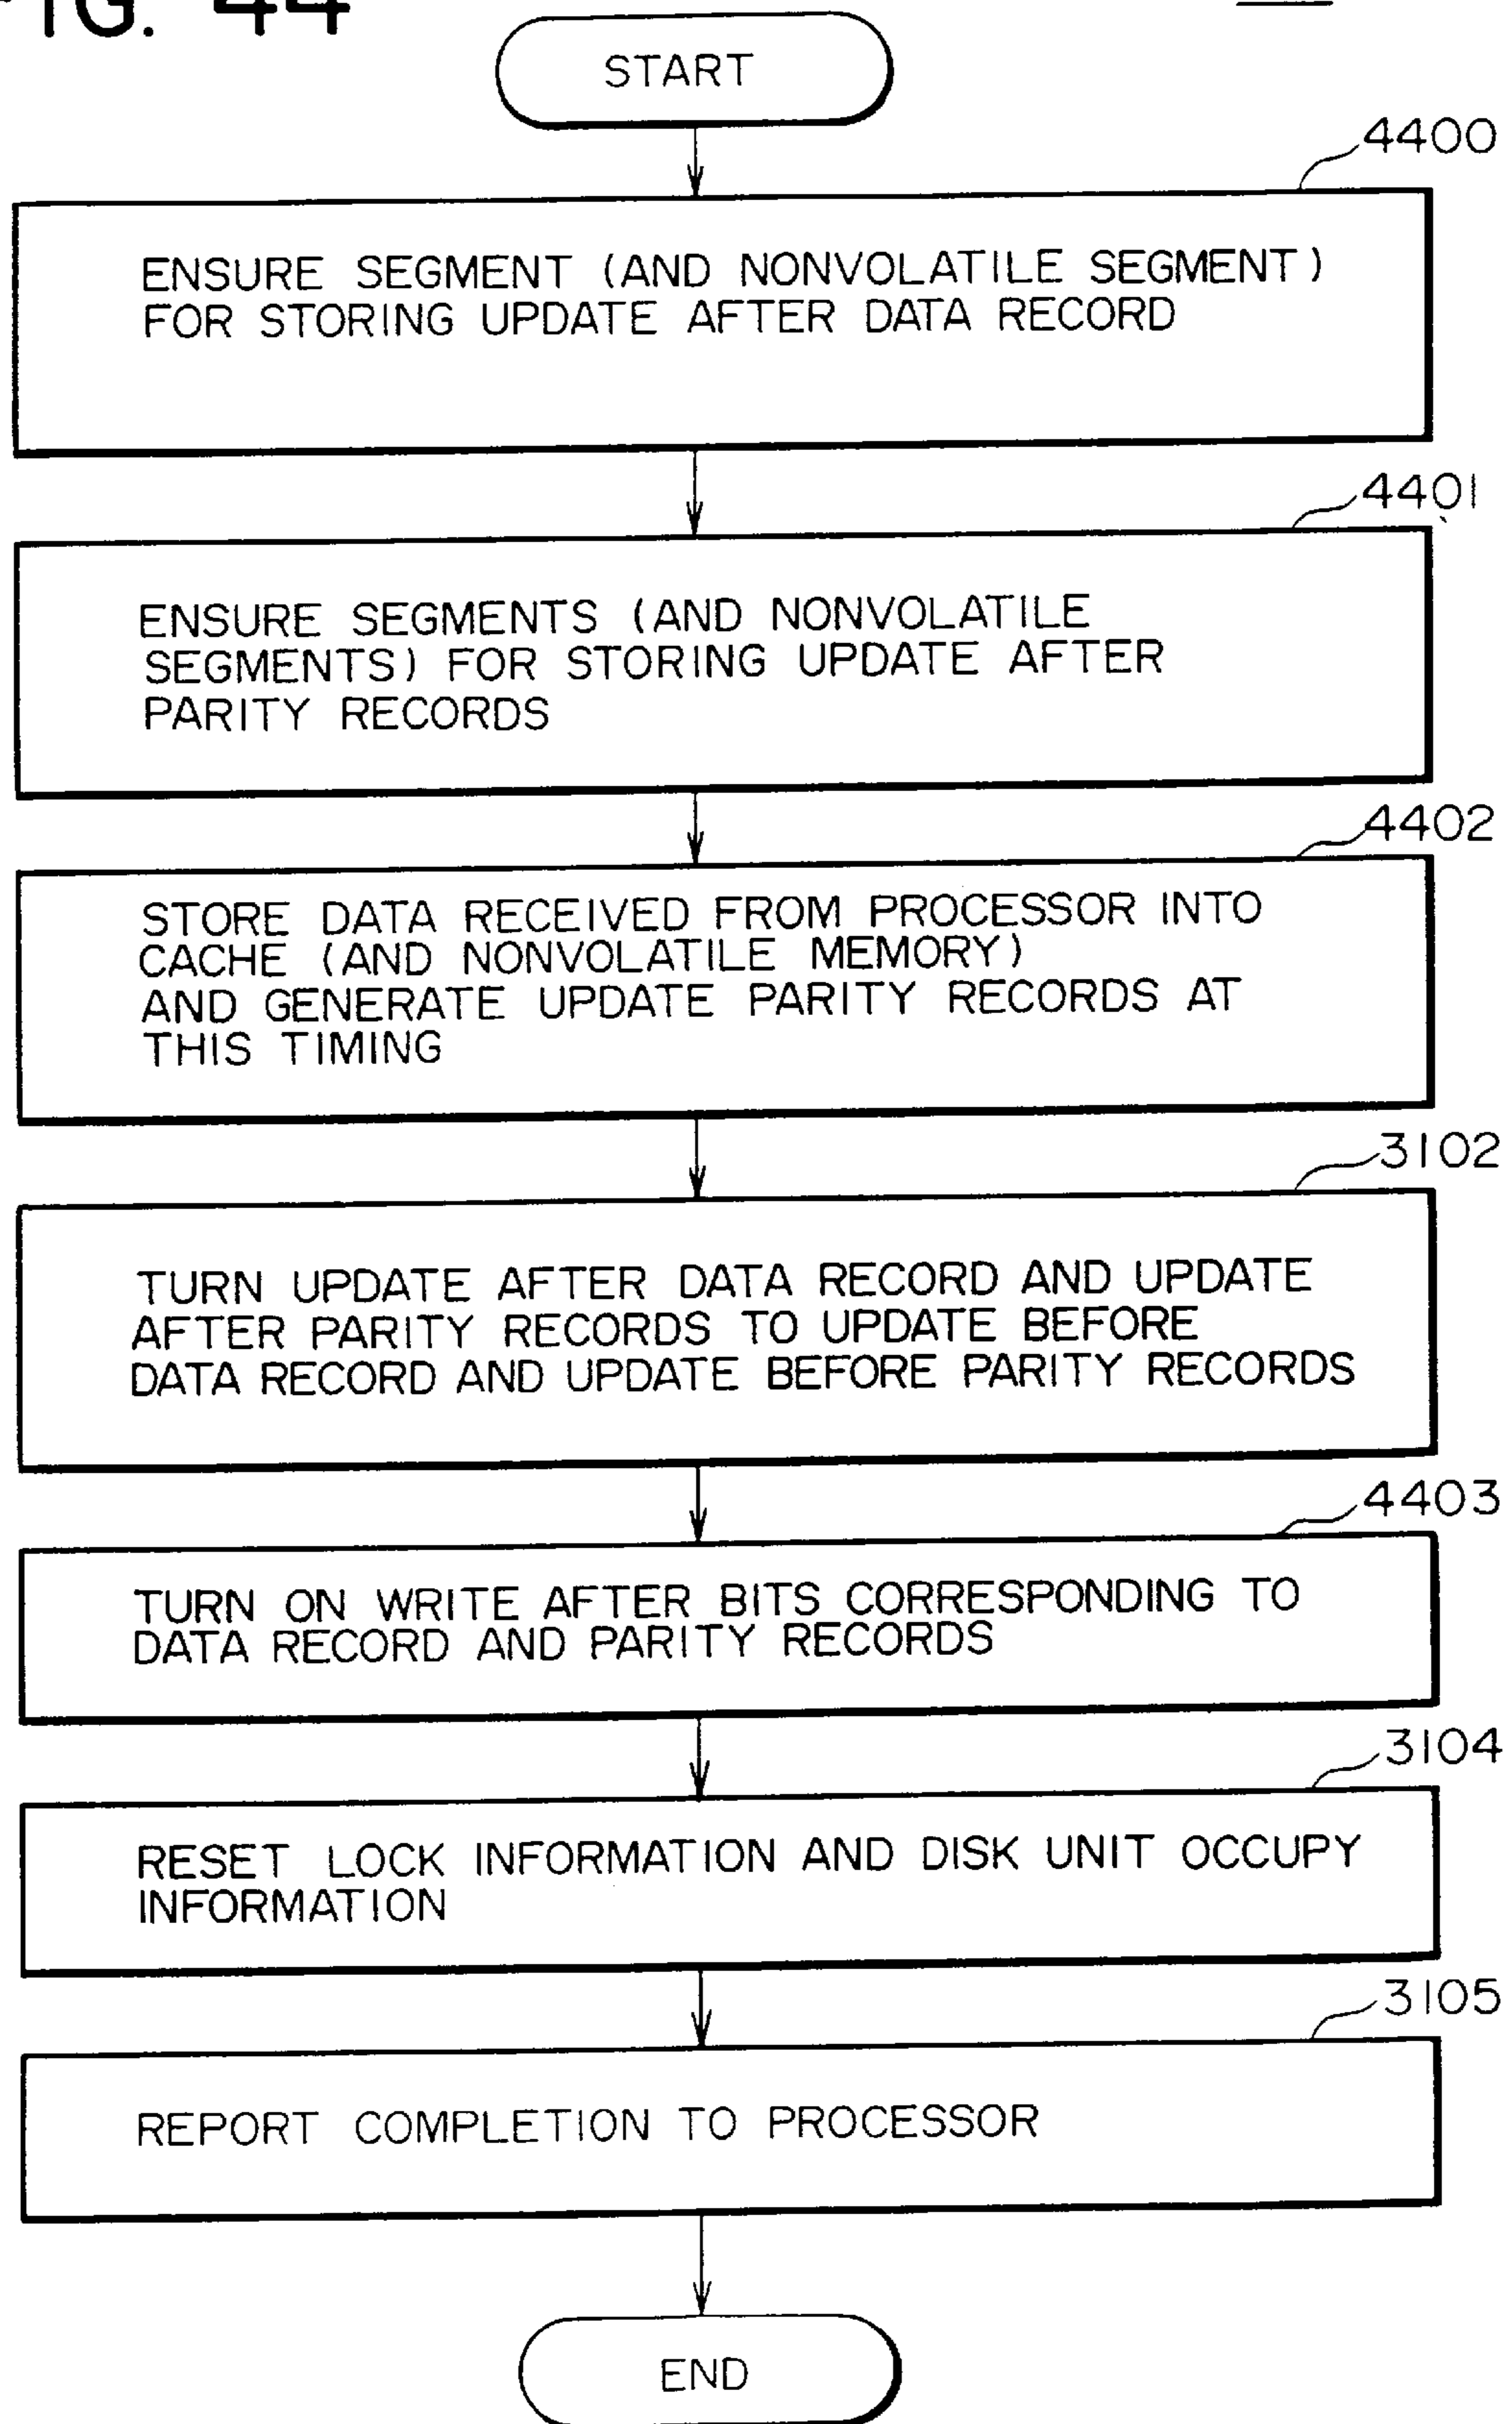 FIG. 44
START
4400
ENSURE SEGMENT (AND NONVOLATILE SEGMENT)
FOR STORING UPDATE AFTER DATA RECORD
4401
ENSURE SEGMENTS (AND NONVOLATILE
SEGMENTS) FOR STORING UPDATE AFTER
PARITY RECORDS
4402
STORE DATA RECEIVED FROM PROCESSOR INTO
CACHE (AND NONVOLATILE MEMORY)
AND GENERATE UPDATE PARITY RECORDS AT
THIS TIMING
3102
TURN UPDATE AFTER DATA RECORD AND UPDATE
AFTER PARITY RECORDS TO UPDATE BEFORE
DATA RECORD AND UPDATE BEFORE PARITY RECORDS
4403
TURN ON WRITE AFTER BITS CORRESPONDING TO
DATA RECORD AND PARITY RECORDS
3104
RESET LOCK INFORMATION AND DISK UNIT OCCUPY
INFORMATION
3105
REPORT COMPLETION TO PROCESSOR
END